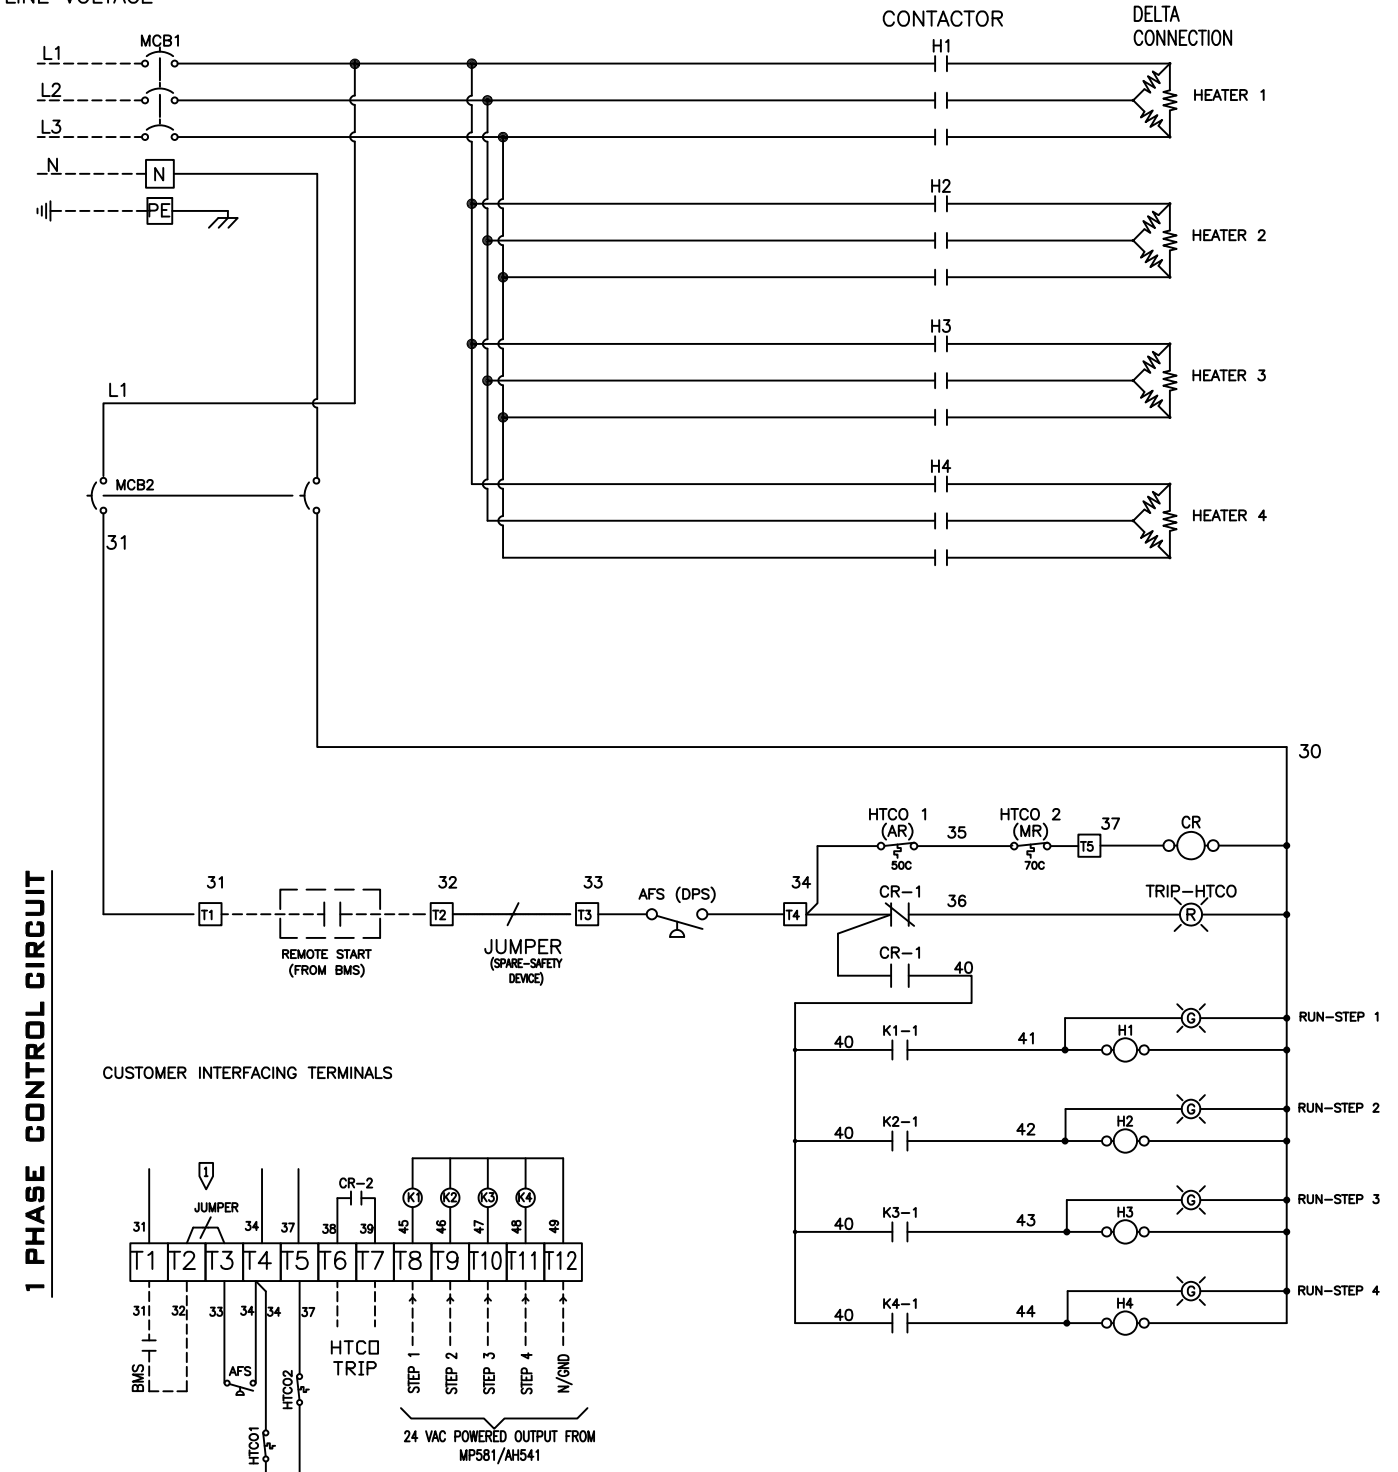 LINE VOLTAGE
CONTACTOR
DELTA
CONNECTION
MCB1
L1
H1
L2
HEATER 1
L3
N
N
PE
H2
HEATER 2
H3
HEATER 3
L1
H4
MCB2
HEATER 4
31
30
HTCO 1
(AR)
35
HTCO 2
(MR)
37
CR
T5
50C
70C
31
32
33
AFS (DPS)
34
CR-1
36
TRIP-HTCO
T1
T2
T3
T4
R
REMOTE START
(FROM BMS)
JUMPER
(SPARE-SAFETY
DEVICE)
CR-1
40
G
RUN-STEP 1
40
K1-1
41
H1
G
RUN-STEP 2
40
K2-1
42
H2
G
RUN-STEP 3
40
K3-1
43
H3
G
RUN-STEP 4
40
K4-1
44
H4
1 PHASE CONTROL CIRCUIT
CUSTOMER INTERFACING TERMINALS
1
JUMPER
CR-2
K1
K2
K3
K4
31
34
37
38
39
45
46
47
48
49
T1
T2
T3
T4
T5
T6
T7
T8
T9
T10
T11
T12
31
32
33
34
34
37
BMS
AFS
HTCO1
HTCO2
HTCO
TRIP
STEP 1
STEP 2
STEP 3
STEP 4
N/GND
24 VAC POWERED OUTPUT FROM
MP581/AH541